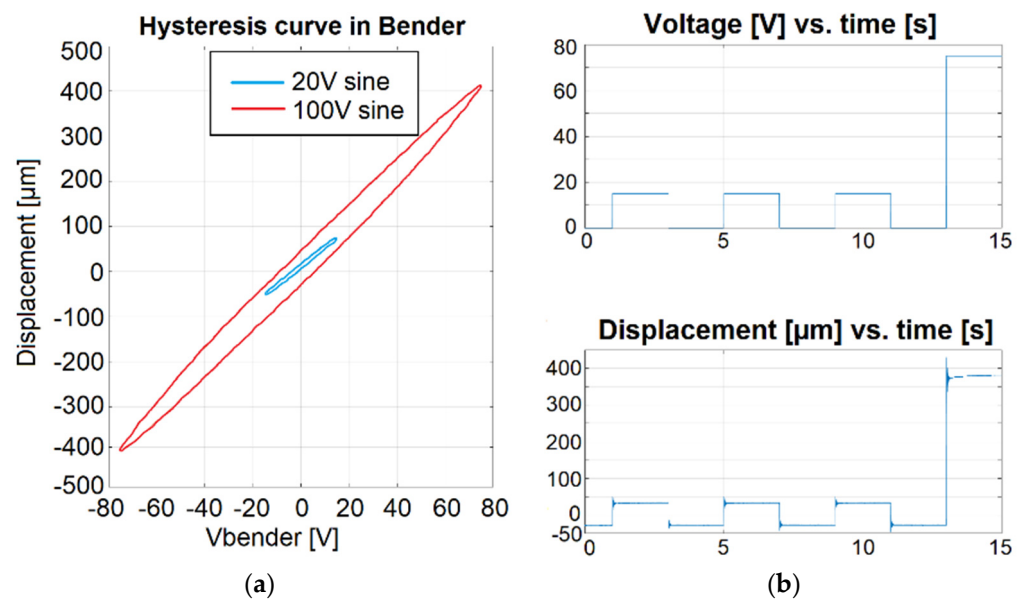 Hysteresis curve in Bender
500
400
300
200
100
0
-100
-200
-300
-400
-500
Displacement [µm]
20V sine
100V sine
-80 -60 -40 -20 0 20 40 60 80
Vbender [V]
(a)
Voltage [V] vs. time [s]
80
60
40
20
0
0 5 10 15
Displacement [µm] vs. time [s]
400
300
200
100
0
-50
0 5 10 15
(b)